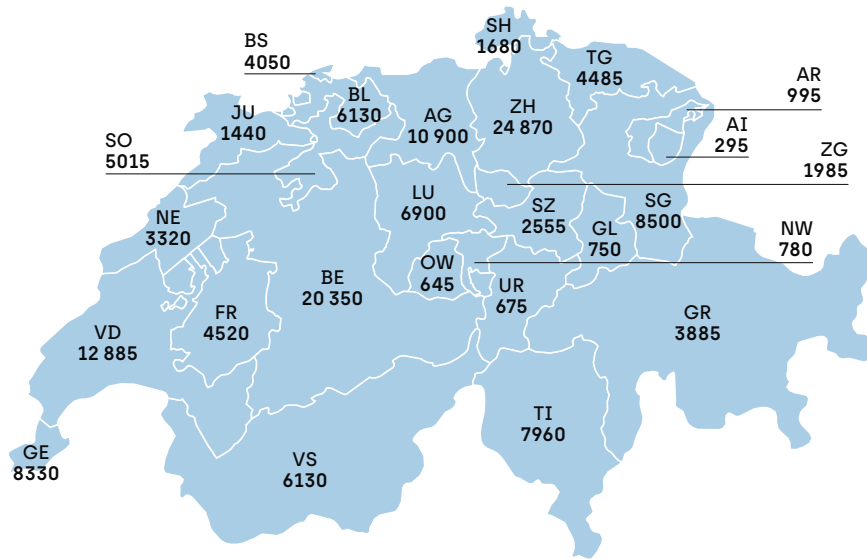 SH
1680
BS
4050
TG
4485
AR
995
BL
6130
JU
1440
AG
10 900
ZH
24 870
AI
295
SO
5015
ZG
1985
LU
6900
NE
3320
SZ
2555
GL
750
SG
8500
NW
780
OW
645
BE
20 350
UR
675
FR
4520
GR
3885
VD
12 885
TI
7960
GE
8330
VS
6130